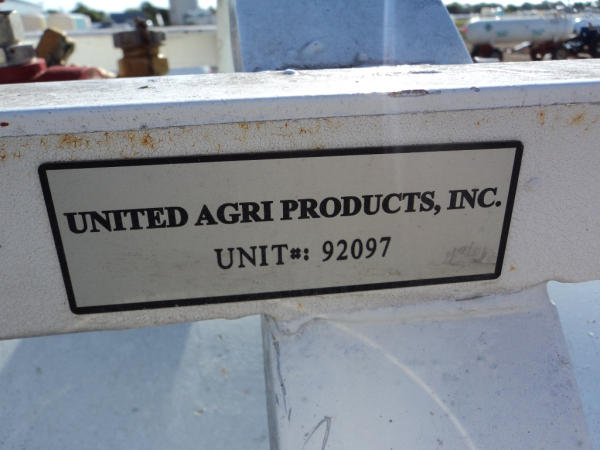 UNITED AGRI PRODUCTS, INC.
UNIT#: 92097